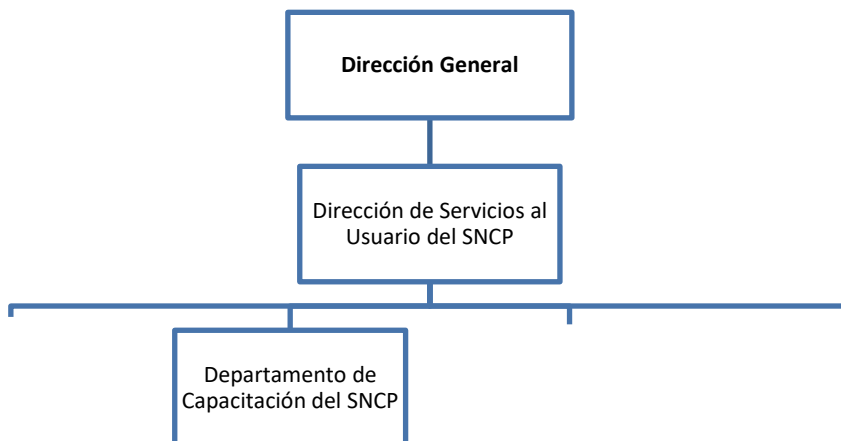 Dirección General
Dirección de Servicios al
Usuario del SNCP
Departamento de
Capacitación del SNCP